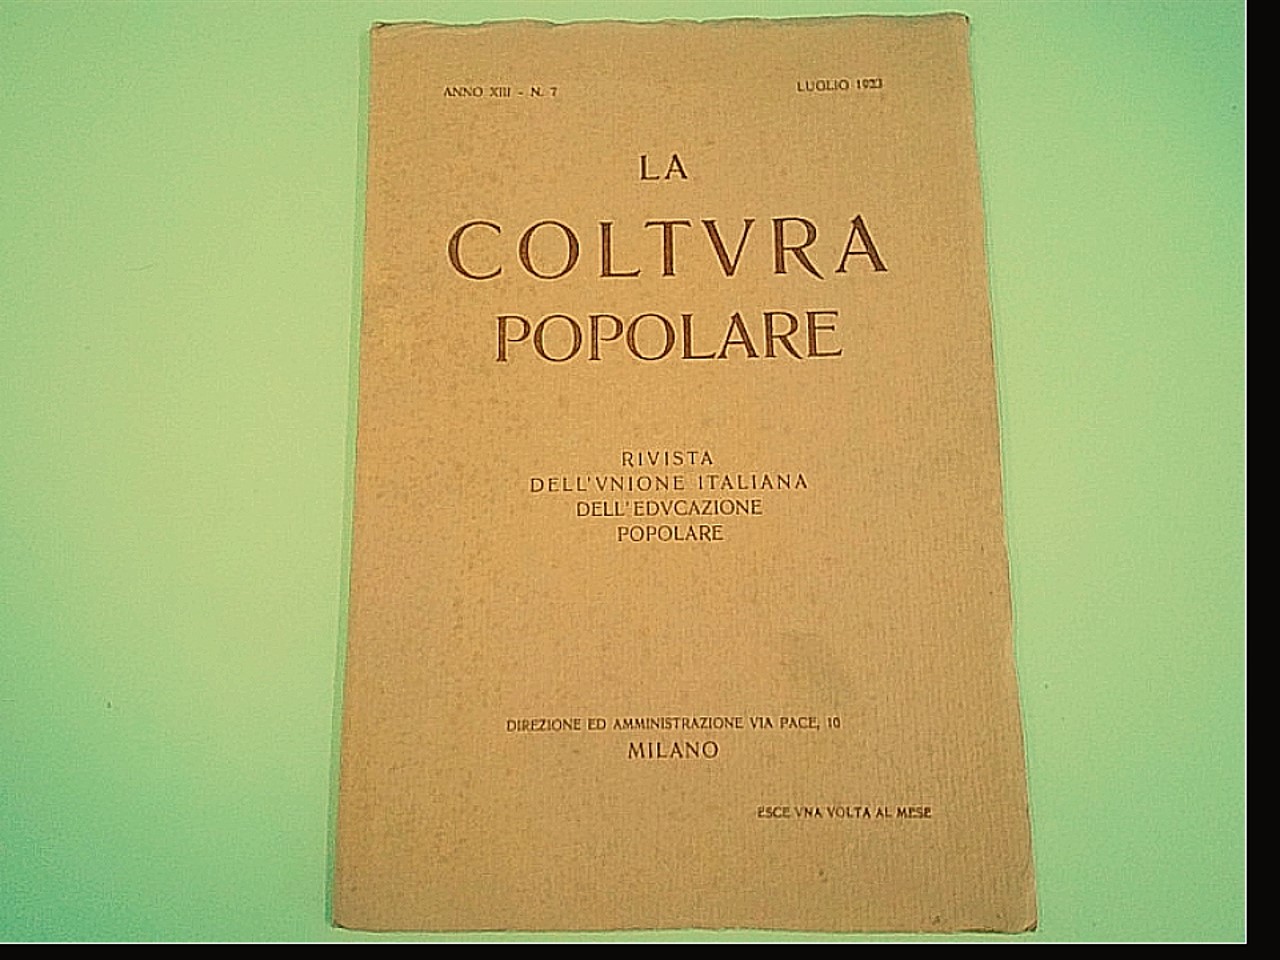 ANNO XIII - N. 7
LUGLIO 1923
LA
COLTVRA
POPOLARE
RIVISTA
DELL'VNIONE ITALIANA
DELL'EDVCAZIONE
POPOLARE
DIREZIONE ED AMMINISTRAZIONE VIA PACE, 10
MILANO
ESCE VNA VOLTA AL MESE